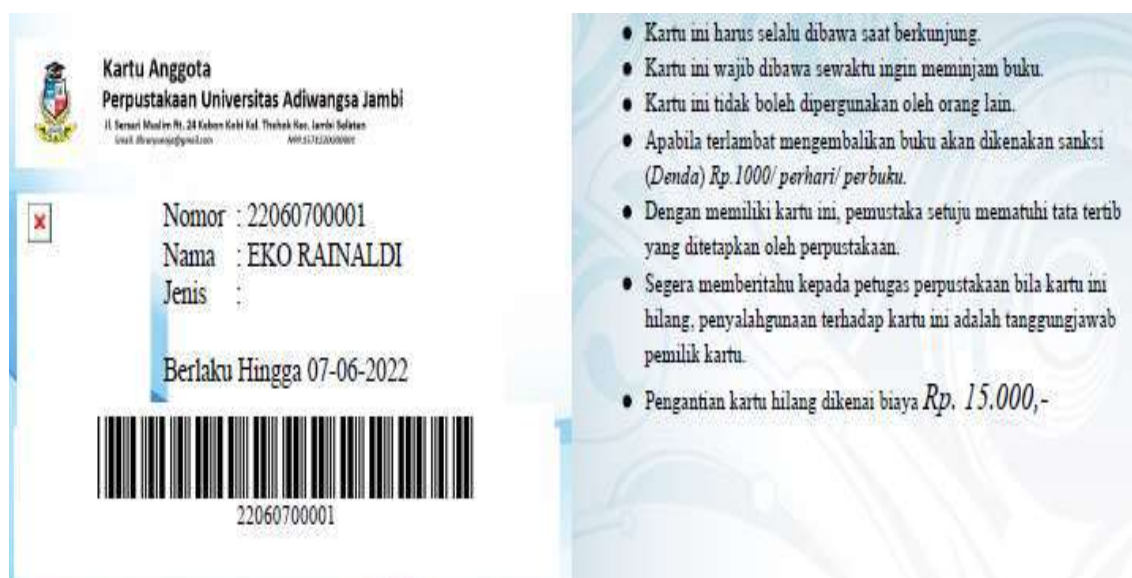 Kartu Anggota
Perpustakaan Universitas Adiwangsa Jambi
Nomor : 22060700001
Nama : EKO RAINALDI
Jenis :
Berlaku Hingga 07-06-2022
22060700001
● Kartu ini harus selalu dibawa saat berkunjung.
● Kartu ini wajib dibawa sewaktu ingin meminjam buku.
● Kartu ini tidak boleh dipergunakan oleh orang lain.
● Apabila terlambat mengembalikan buku akan dikenakan sanksi
(Denda) Rp.1000/ perhari/ perbuku.
● Dengan memiliki kartu ini, pemustaka setuju mematuhi tata tertib
yang ditetapkan oleh perpustakaan.
● Segera memberitahu kepada petugas perpustakaan bila kartu ini
hilang, penyalahgunaan terhadap kartu ini adalah tanggungjawab
pemilik kartu.
● Pengantian kartu hilang dikenai biaya Rp. 15.000,-